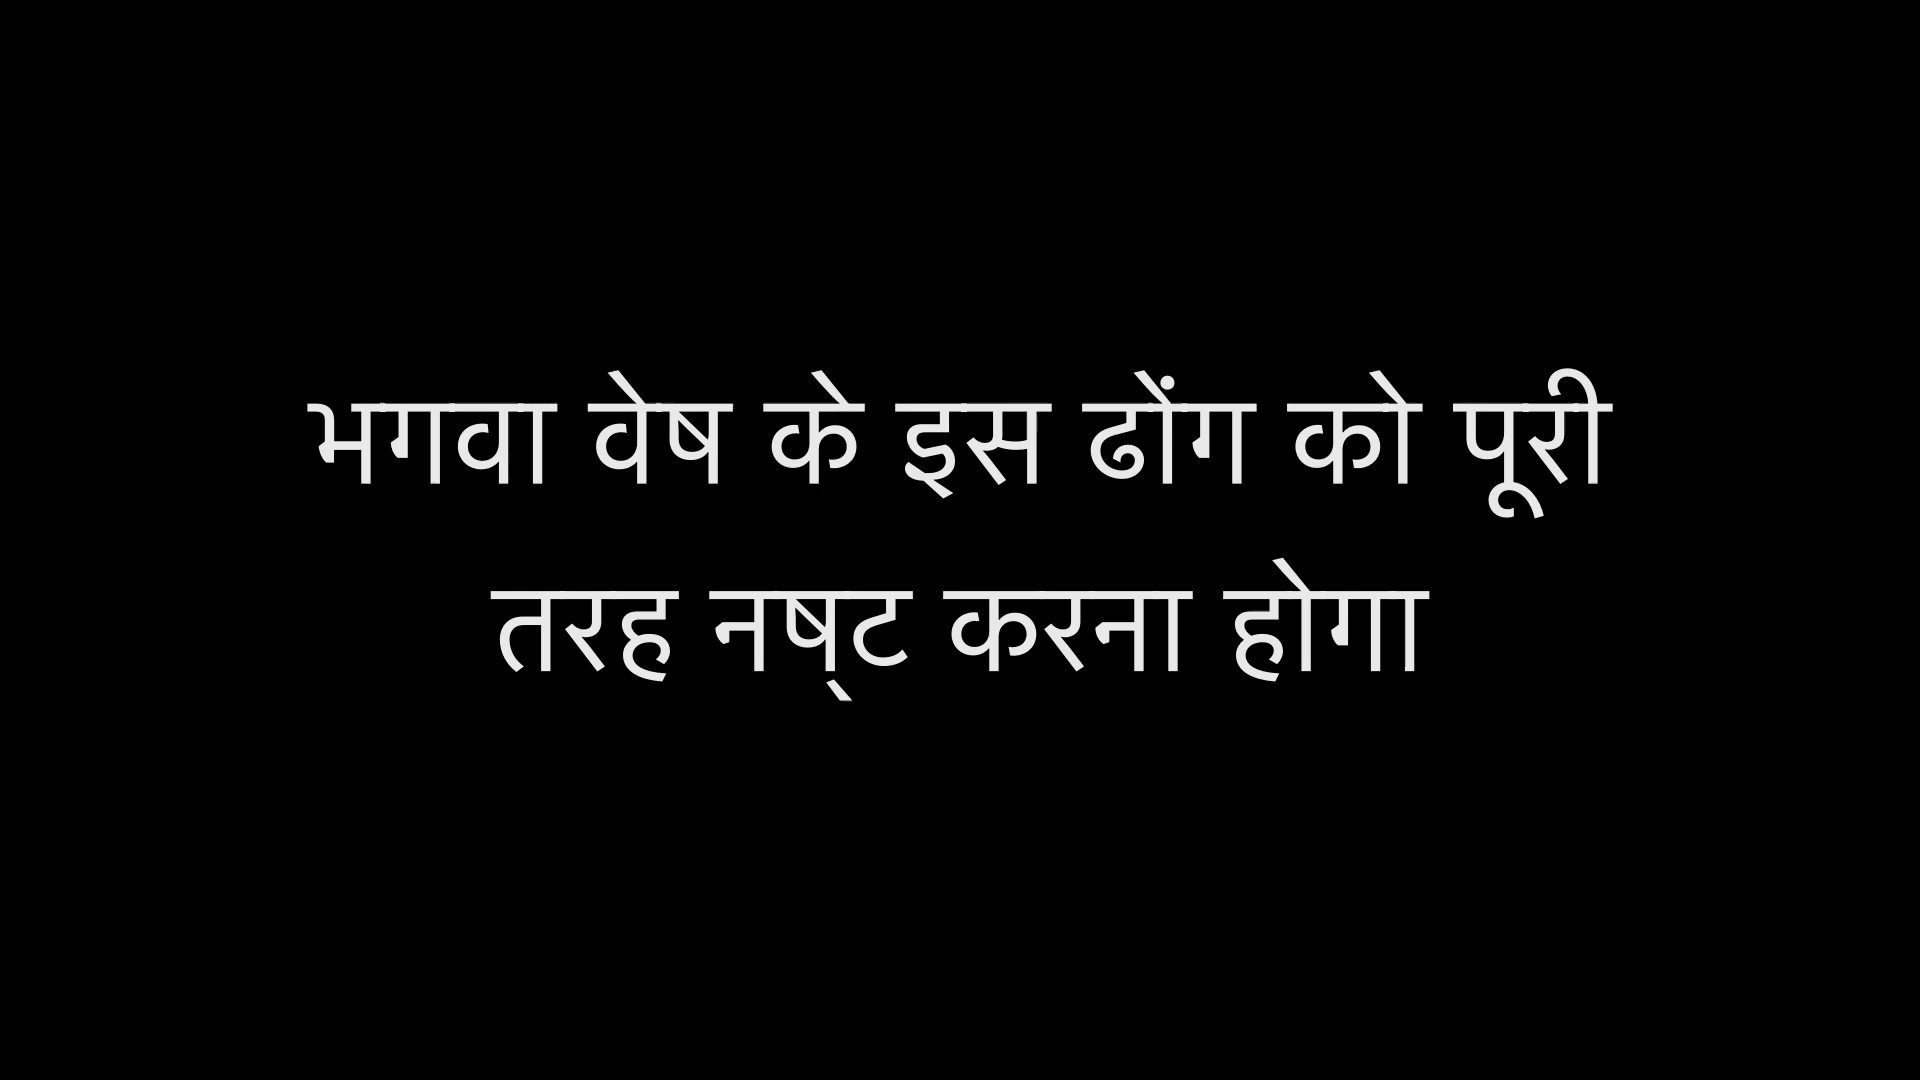 भगवा वेष के इस ढोंग को पूरी
तरह नष्‌ट करना होगा